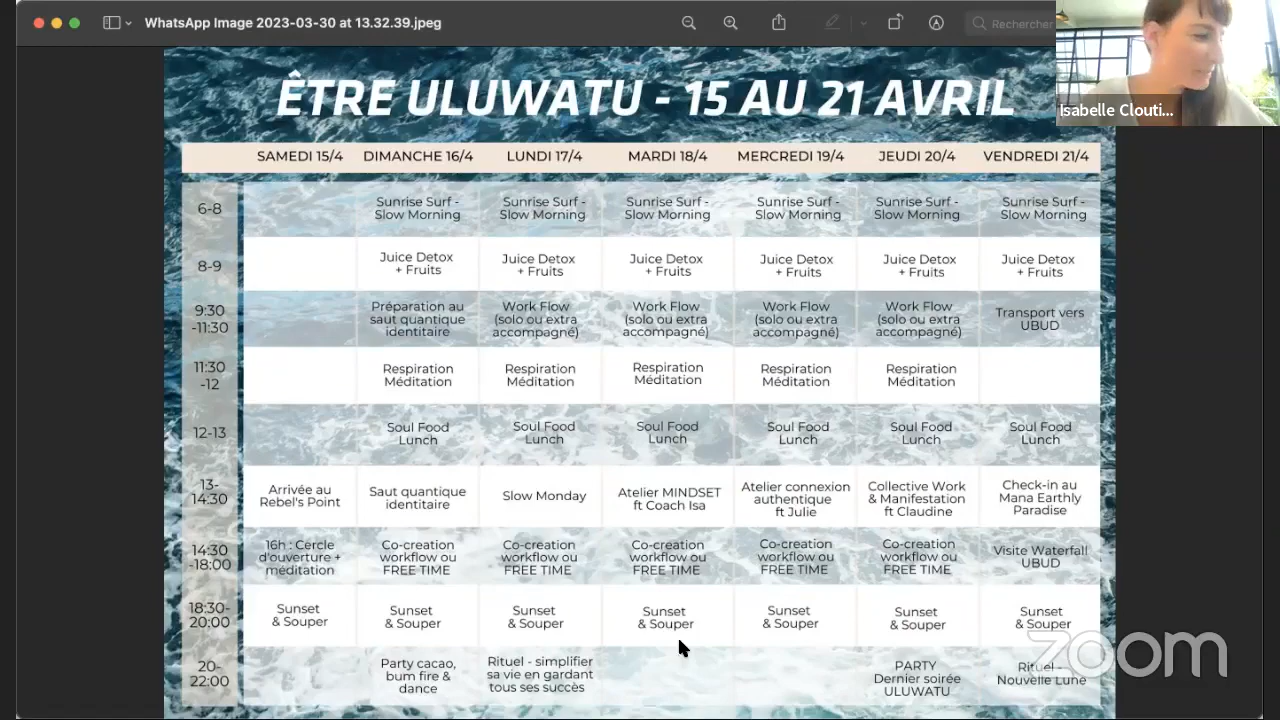 WhatsApp Image 2023-03-30 at 13.32.39.jpeg
Rechercher
Isabelle Clouti...
ÊTRE ULUWATU - 15 AU 21 AVRIL
SAMEDI 15/4 DIMANCHE 16/4 LUNDI 17/4 MARDI 18/4 MERCREDI 19/4 JEUDI 20/4 VENDREDI 21/4
6-8
Sunrise Surf - Sunrise Surf - Sunrise Surf - Sunrise Surf - Sunrise Surf - Sunrise Surf -
Slow Morning Slow Morning Slow Morning Slow Morning Slow Morning Slow Morning
8-9
Juice Detox Juice Detox Juice Detox Juice Detox Juice Detox Juice Detox
+ Fruits + Fruits + Fruits + Fruits + Fruits + Fruits
9:30 Préparation au Work Flow Work Flow Work Flow Work Flow Transport vers
-11:30 saut quantique (solo ou extra (solo ou extra (solo ou extra (solo ou extra UBUD
identitaire accompagné) accompagné) accompagné) accompagné)
11:30 Respiration Respiration Respiration Respiration Respiration
-12 Méditation Méditation Méditation Méditation Méditation
12-13
Soul Food Soul Food Soul Food Soul Food Soul Food Soul Food
Lunch Lunch Lunch Lunch Lunch Lunch
13- Arrivée au Saut quantique Slow Monday Atelier MINDSET Atelier connexion Collective Work Check-in au
14:30 Rebel's Point identitaire ft Coach Isa authentique & Manifestation Mana Earthly
ft Julie ft Claudine Paradise
14:30 16h : Cercle Co-creation Co-creation Co-creation Co-creation Co-creation Visite Waterfall
-18:00 d'ouverture + workflow ou workflow ou workflow ou workflow ou workflow ou UBUD
méditation FREE TIME FREE TIME FREE TIME FREE TIME FREE TIME
18:30- Sunset Sunset Sunset Sunset Sunset Sunset Sunset
20:00 & Souper & Souper & Souper & Souper & Souper & Souper & Souper
20- Party cacao, Rituel - simplifier PARTY Rituel -
22:00 bum fire & sa vie en gardant Dernier soirée Nouvelle Lune
dance tous ses succès ULUWATU
zoom